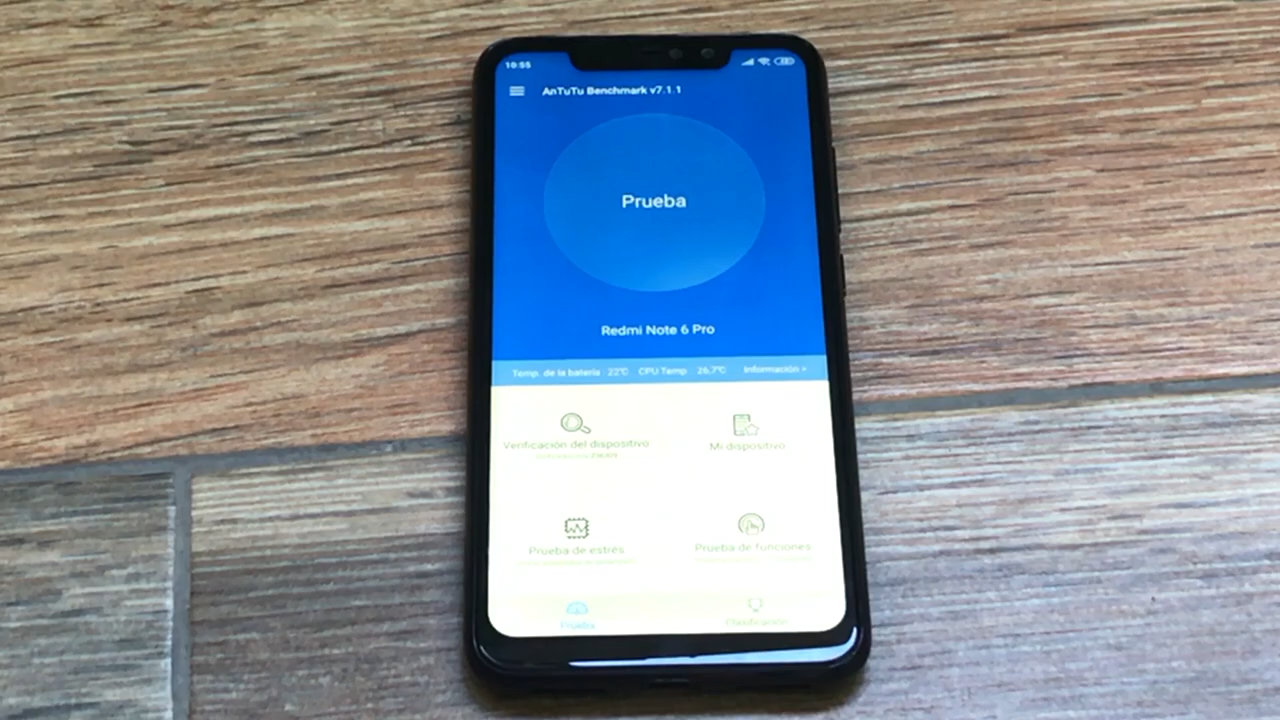 10:55
AnTuTu Benchmark v7.1.1
Prueba
Redmi Note 6 Pro
Temp. de la batería 22℃ CPU Temp 26.7℃ Información >
Verificación del dispositivo
Mi dispositivo
Prueba de estrés
Prueba de funciones
Prueba
Clasificación